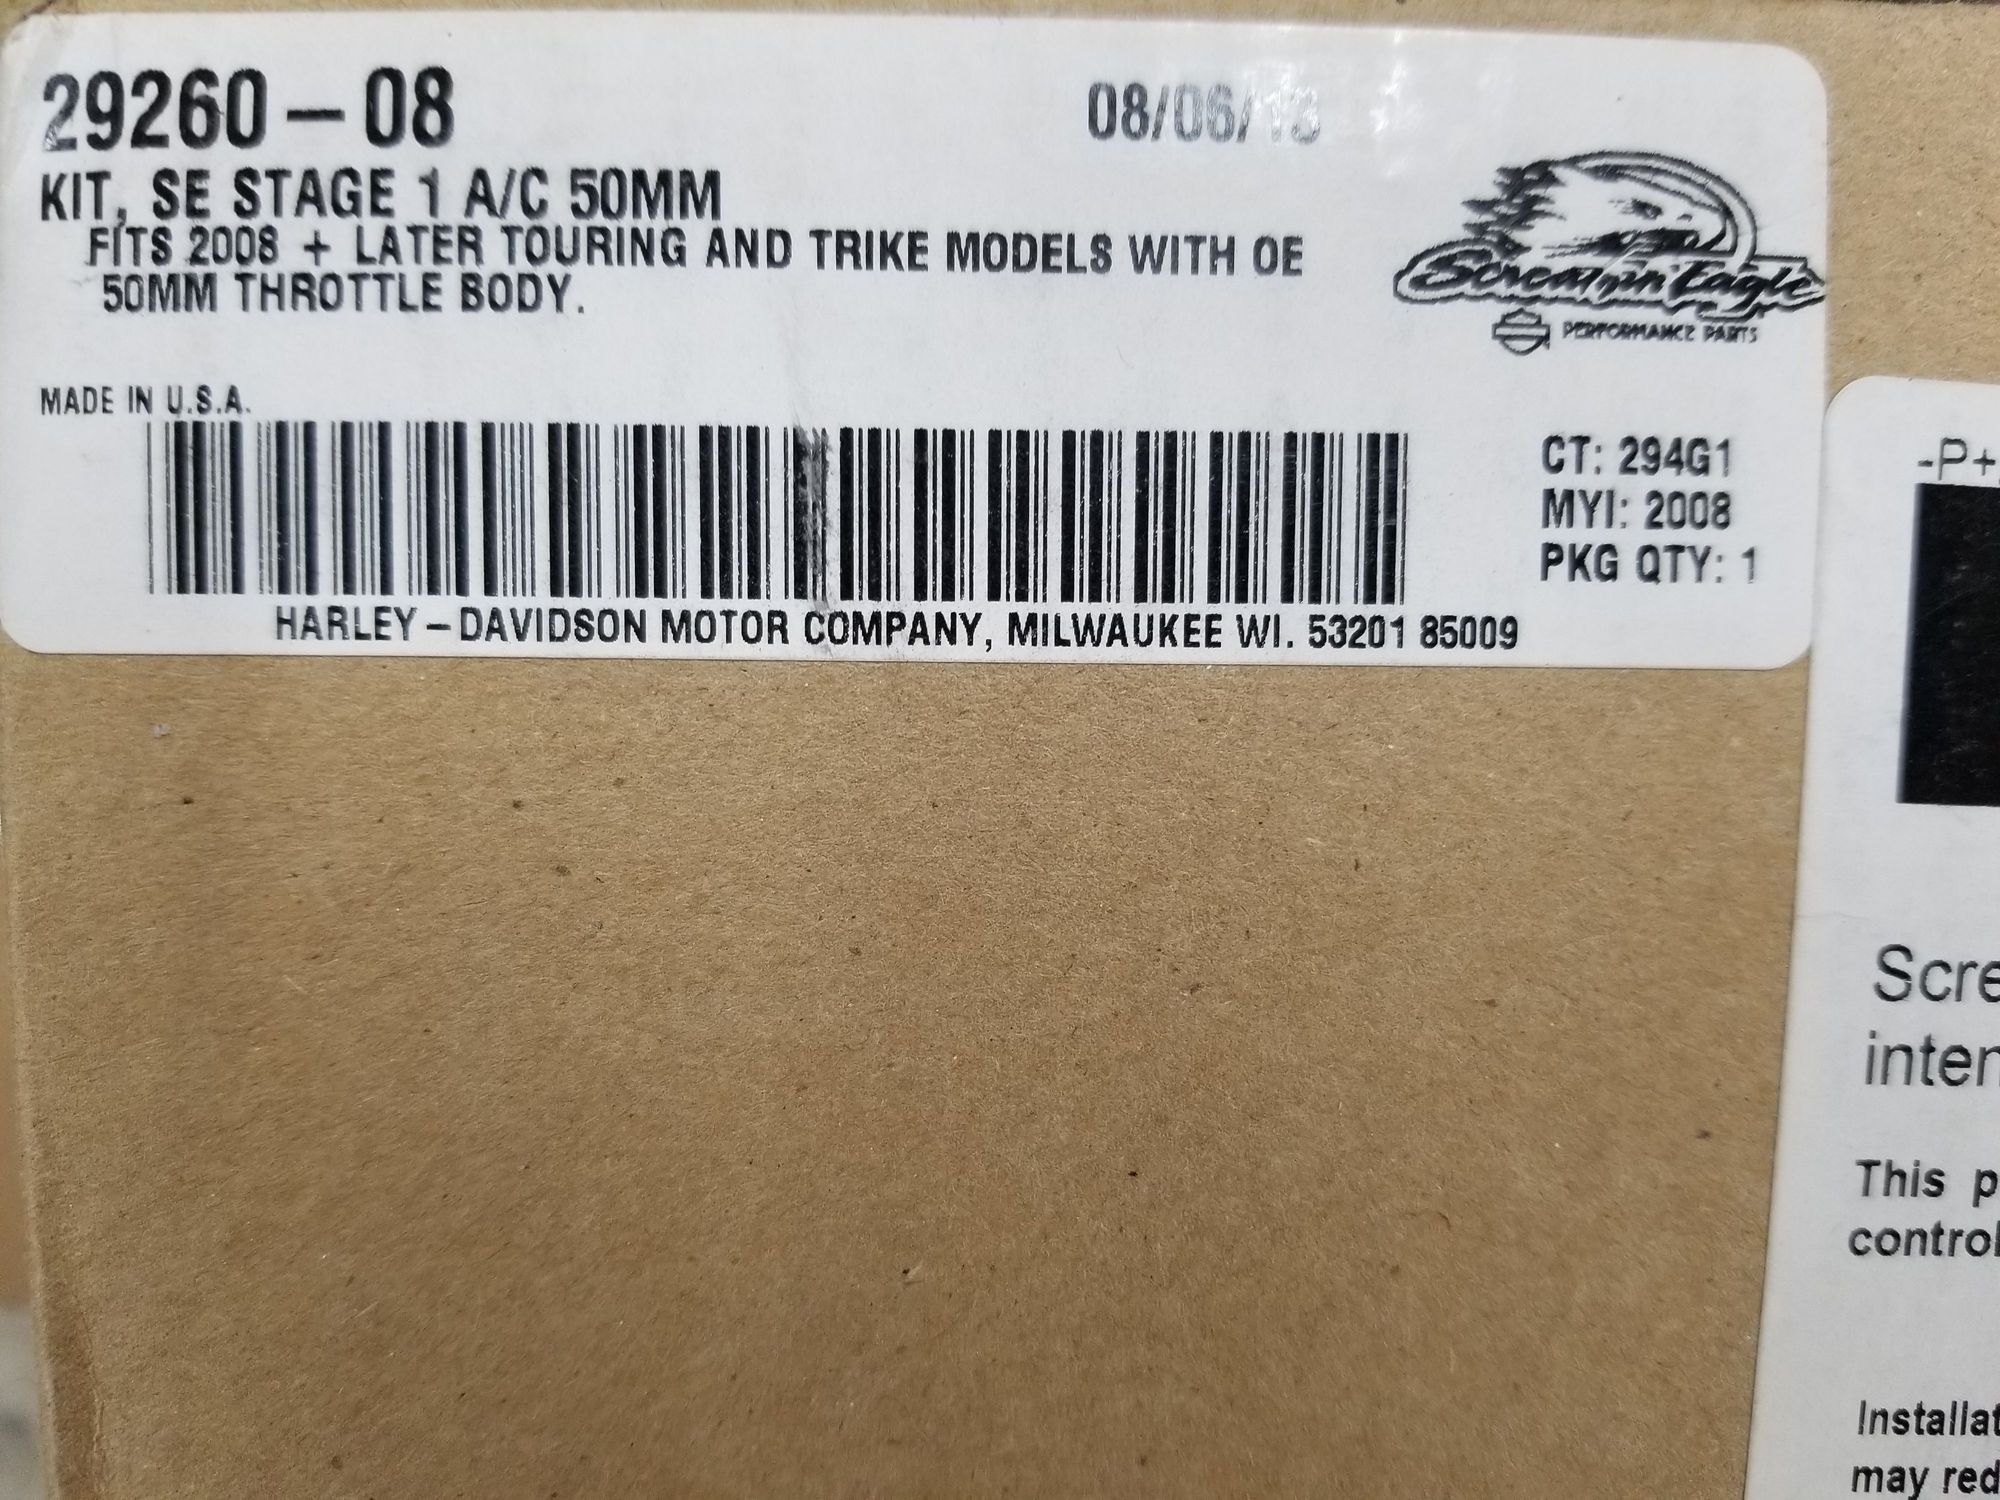 29260-08
08/06/13
KIT, SE STAGE 1 A/C 50MM
FITS 2008 + LATER TOURING AND TRIKE MODELS WITH OE
50MM THROTTLE BODY.
Screamin' Eagle
PERFORMANCE PARTS
MADE IN U.S.A.
CT: 294G1
MYI: 2008
PKG QTY: 1
HARLEY-DAVIDSON MOTOR COMPANY, MILWAUKEE WI. 53201 85009
-P+
Scre
inter
This p
control
Installat
may red